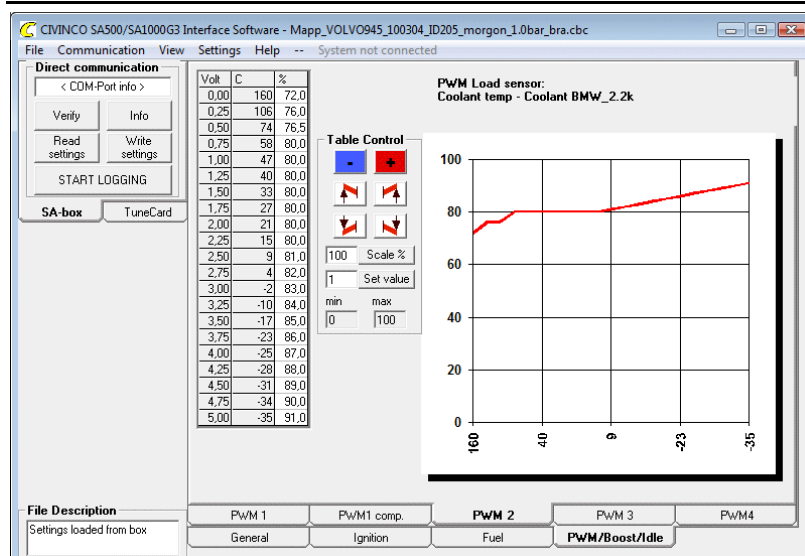 CIVINCO SA500/SA1000G3 Interface Software - Mapp_VOLVO945_100304_ID205_morgon_1.0bar_bra.cbc
File Communication View Settings Help -- System not connected
Direct communication
< COM-Port info >
Verify Info
Read settings Write settings
START LOGGING
SA-box TuneCard
Volt C %
0,00 160 72,0
0,25 106 76,0
0,50 74 76,5
0,75 58 80,0
1,00 47 80,0
1,25 40 80,0
1,50 33 80,0
1,75 27 80,0
2,00 21 80,0
2,25 15 80,0
2,50 9 81,0
2,75 4 82,0
3,00 -2 83,0
3,25 -10 84,0
3,50 -17 85,0
3,75 -23 86,0
4,00 -25 87,0
4,25 -28 88,0
4,50 -31 89,0
4,75 -34 90,0
5,00 -35 91,0
Table Control
- +
100 Scale %
1 Set value
min max
0 100
PWM Load sensor:
Coolant temp - Coolant BMW_2.2k
100
80
60
40
20
0
160 40 9 -23 -35
File Description
Settings loaded from box
PWM 1 PWM1 comp. PWM 2 PWM 3 PWM4
General Ignition Fuel PWM/Boost/Idle